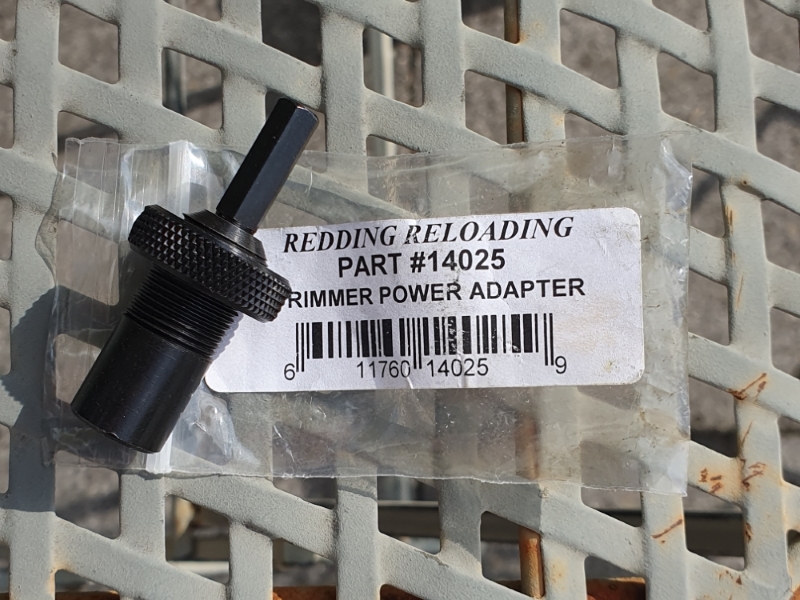 REDDING RELOADING
PART #14025
RIMMER POWER ADAPTER
6 11760 14025 9